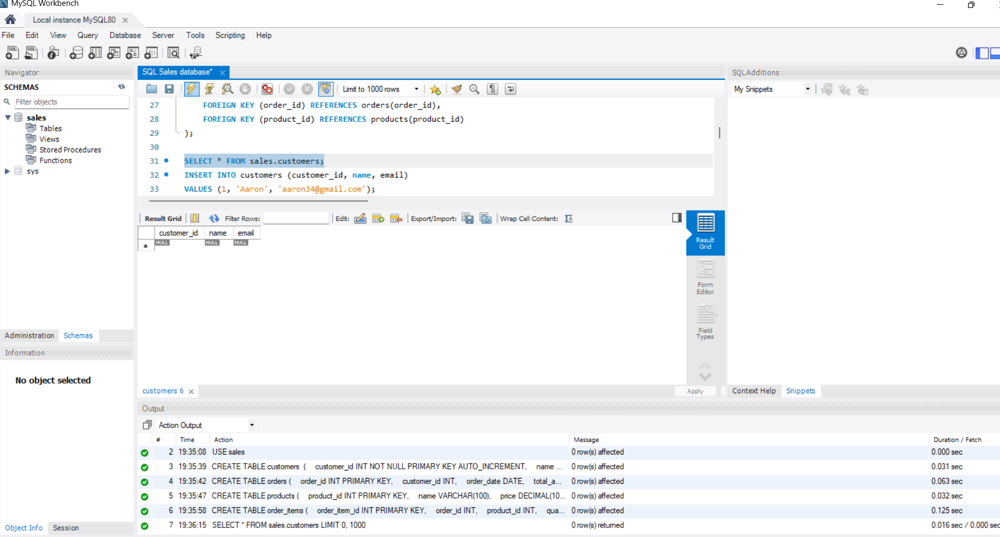 MySQL Workbench
Local instance MySQL80
File Edit View Query Database Server Tools Scripting Help
Navigator
SCHEMAS
Filter objects
sales
Tables
Views
Stored Procedures
Functions
sys
Administration Schemas
Information
No object selected
Object Info Session
SQL Sales database*
Limit to 1000 rows
27 FOREIGN KEY (order_id) REFERENCES orders(order_id),
28 FOREIGN KEY (product_id) REFERENCES products(product_id)
29 );
30
31 SELECT * FROM sales.customers;
32 INSERT INTO customers (customer_id, name, email)
33 VALUES (1, 'Aaron', 'aaron34@gmail.com');
Result Grid Filter Rows: Edit: Export/Import: Wrap Cell Content:
customer_id name email
NULL NULL NULL
Result
Grid
Form
Editor
Field
Types
customers 6
Apply
SQLAdditions
My Snippets
Context Help Snippets
Output
Action Output
# Time Action Message Duration / Fetch
2 19:35:08 USE sales 0 row(s) affected 0.000 sec
3 19:35:39 CREATE TABLE customers ( customer_id INT NOT NULL PRIMARY KEY AUTO_INCREMENT, name ... 0 row(s) affected 0.031 sec
4 19:35:42 CREATE TABLE orders ( order_id INT PRIMARY KEY, customer_id INT, order_date DATE, total_a... 0 row(s) affected 0.063 sec
5 19:35:47 CREATE TABLE products ( product_id INT PRIMARY KEY, name VARCHAR(100), price DECIMAL(10... 0 row(s) affected 0.032 sec
6 19:35:58 CREATE TABLE order_items ( order_item_id INT PRIMARY KEY, order_id INT, product_id INT, qua... 0 row(s) affected 0.125 sec
7 19:36:15 SELECT * FROM sales.customers LIMIT 0, 1000 0 row(s) returned 0.016 sec / 0.000 sec